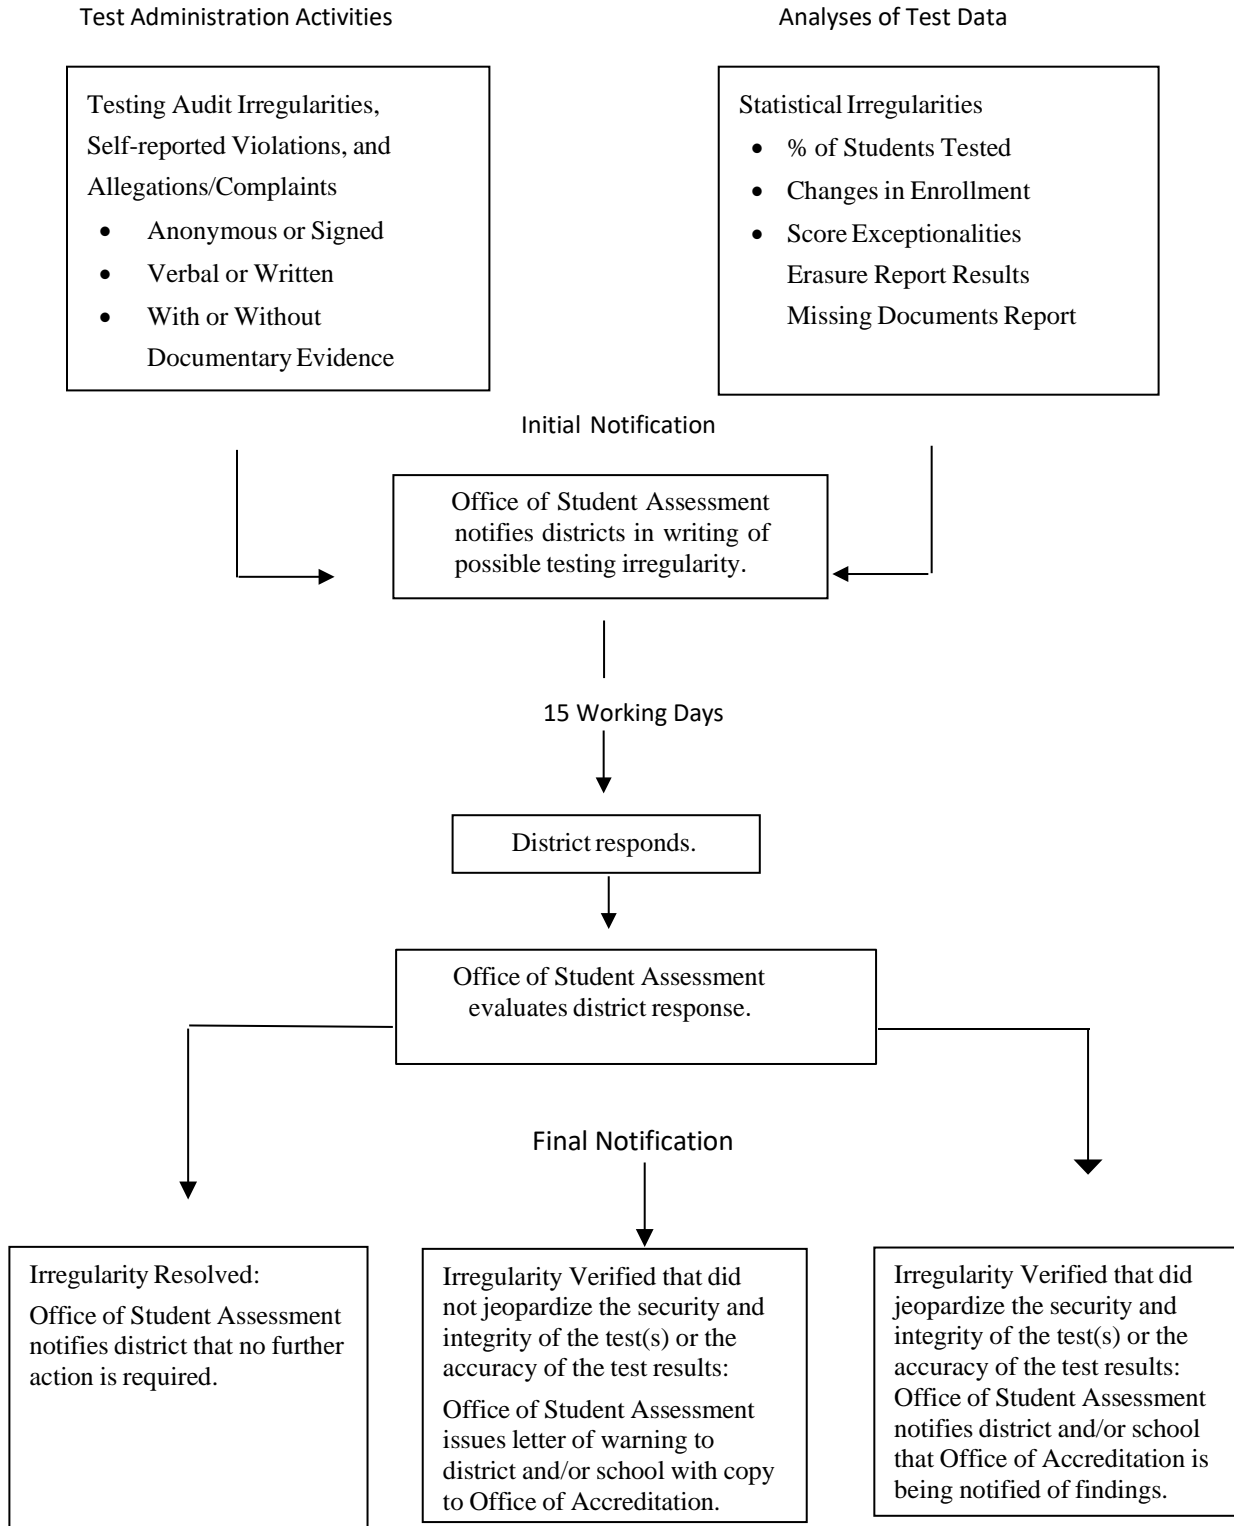 Test Administration Activities
Analyses of Test Data
Testing Audit Irregularities,
Self-reported Violations, and
Allegations/Complaints
• Anonymous or Signed
• Verbal or Written
• With or Without
Documentary Evidence
Statistical Irregularities
• % of Students Tested
• Changes in Enrollment
• Score Exceptionalities
Erasure Report Results
Missing Documents Report
Initial Notification
Office of Student Assessment
notifies districts in writing of
possible testing irregularity.
15 Working Days
District responds.
Office of Student Assessment
evaluates district response.
Final Notification
Irregularity Resolved:
Office of Student Assessment
notifies district that no further
action is required.
Irregularity Verified that did
not jeopardize the security and
integrity of the test(s) or the
accuracy of the test results:
Office of Student Assessment
issues letter of warning to
district and/or school with copy
to Office of Accreditation.
Irregularity Verified that did
jeopardize the security and
integrity of the test(s) or the
accuracy of the test results:
Office of Student Assessment
notifies district and/or school
that Office of Accreditation is
being notified of findings.